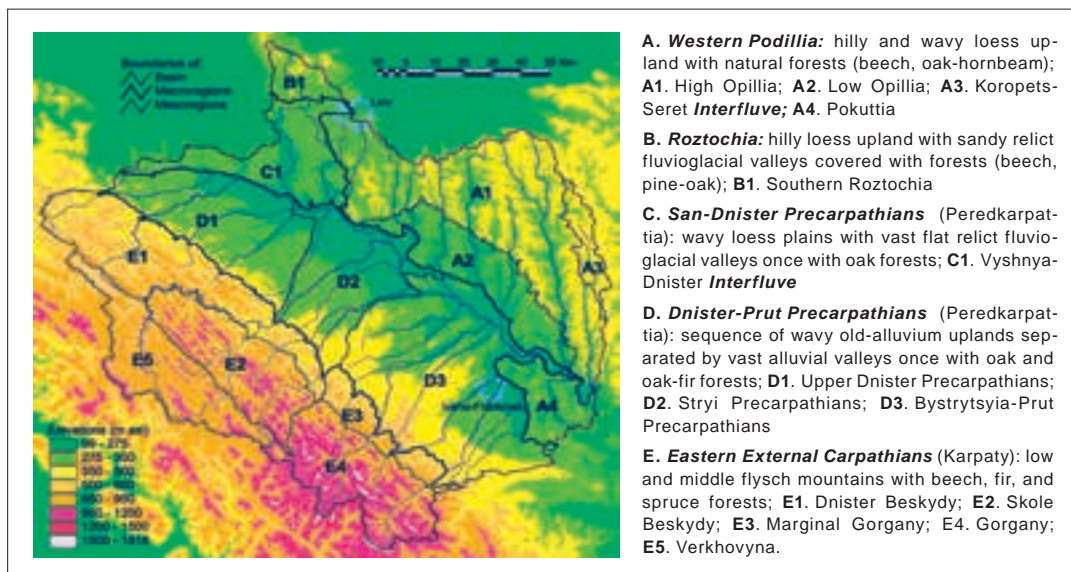 Boundaries of:
Basin
Macroregions
Mesoregions
B1
C1
A1
D1
A2
A3
E1
D2
E5
E2
D3
A4
E3
E4
Elevations (m asl)
A. Western Podillia: hilly and wavy loess up-
land with natural forests (beech, oak-hornbeam);
A1. High Opillia; A2. Low Opillia; A3. Koropets-
Seret Interfluve; A4. Pokuttia
B. Roztochia: hilly loess upland with sandy relict
fluvioglacial valleys covered with forests (beech,
pine-oak); B1. Southern Roztochia
C. San-Dnister Precarpathians (Peredkarpat-
tia): wavy loess plains with vast flat relict fluvio-
glacial valleys once with oak forests; C1. Vyshnya-
Dnister Interfluve
D. Dnister-Prut Precarpathians (Peredkarpat-
tia): sequence of wavy old-alluvium uplands sep-
arated by vast alluvial valleys once with oak and
oak-fir forests; D1. Upper Dnister Precarpathians;
D2. Stryi Precarpathians; D3. Bystrytsyia-Prut
Precarpathians
E. Eastern External Carpathians (Karpaty): low
and middle flysch mountains with beech, fir, and
spruce forests; E1. Dnister Beskydy; E2. Skole
Beskydy; E3. Marginal Gorgany; E4. Gorgany;
E5. Verkhovyna.